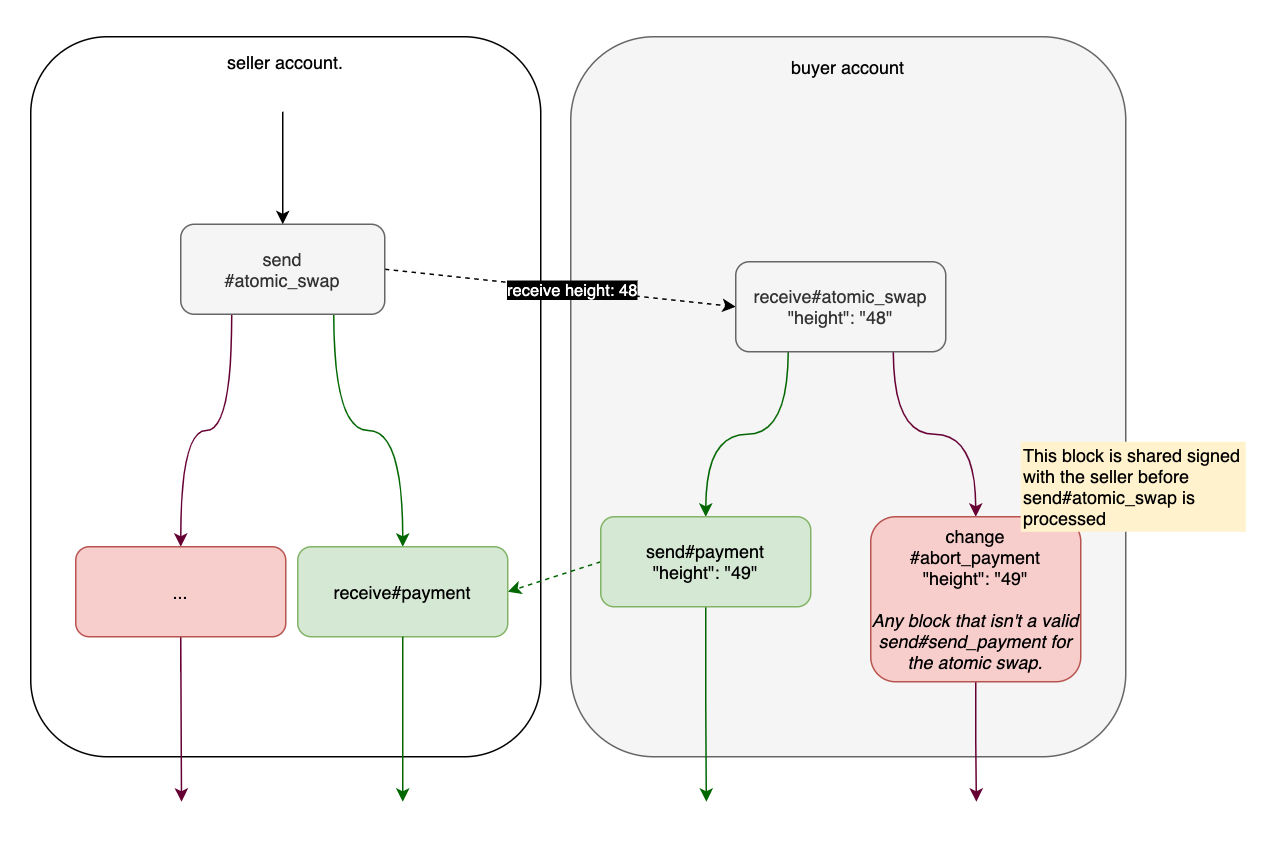 seller account.
buyer account
send
#atomic_swap
receive height: 48
receive#atomic_swap
"height": "48"
This block is shared signed
with the seller before
send#atomic_swap is
processed
...
receive#payment
send#payment
"height": "49"
change
#abort_payment
"height": "49"
Any block that isn't a valid
send#send_payment for
the atomic swap.